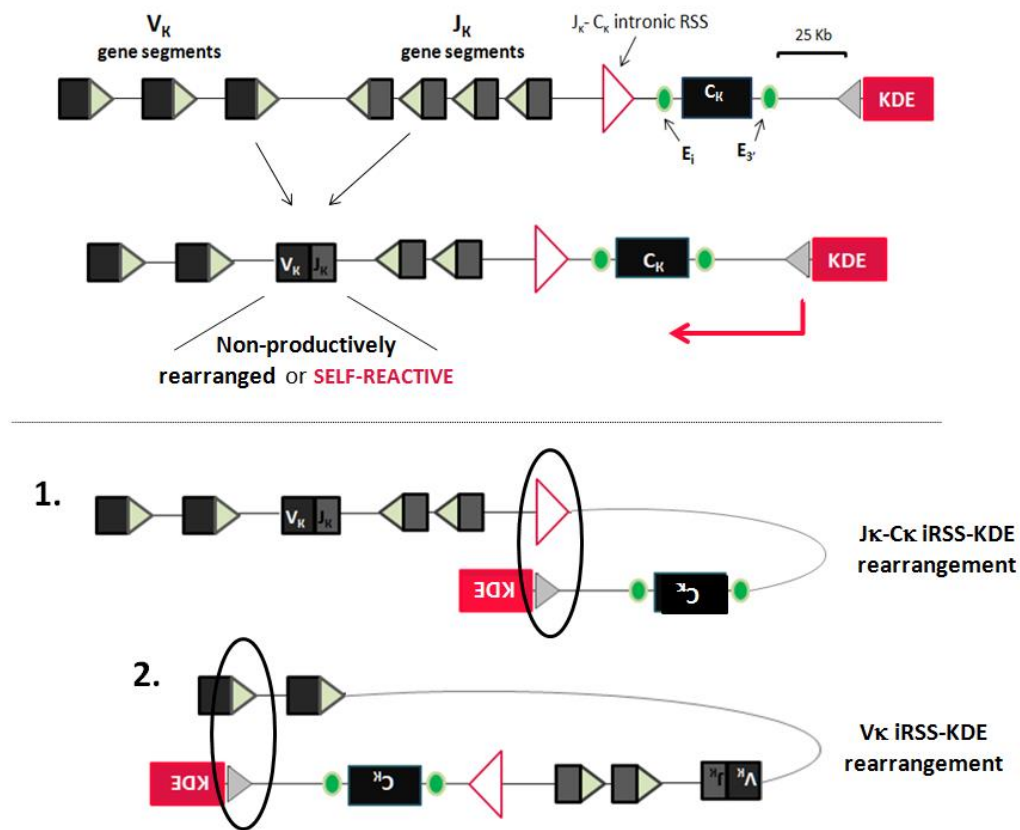 Vκ
gene segments
Jκ
gene segments
Jκ- Cκ intronic RSS
25 Kb
Cκ
KDE
Ei
E3'
Vκ Jκ
Cκ
KDE
Non-productively
rearranged or SELF-REACTIVE
1.
Vκ Jκ
Jκ-Cκ iRSS-KDE
rearrangement
KDE
Cκ
2.
Vκ iRSS-KDE
rearrangement
KDE
Cκ
Jκ Vκ